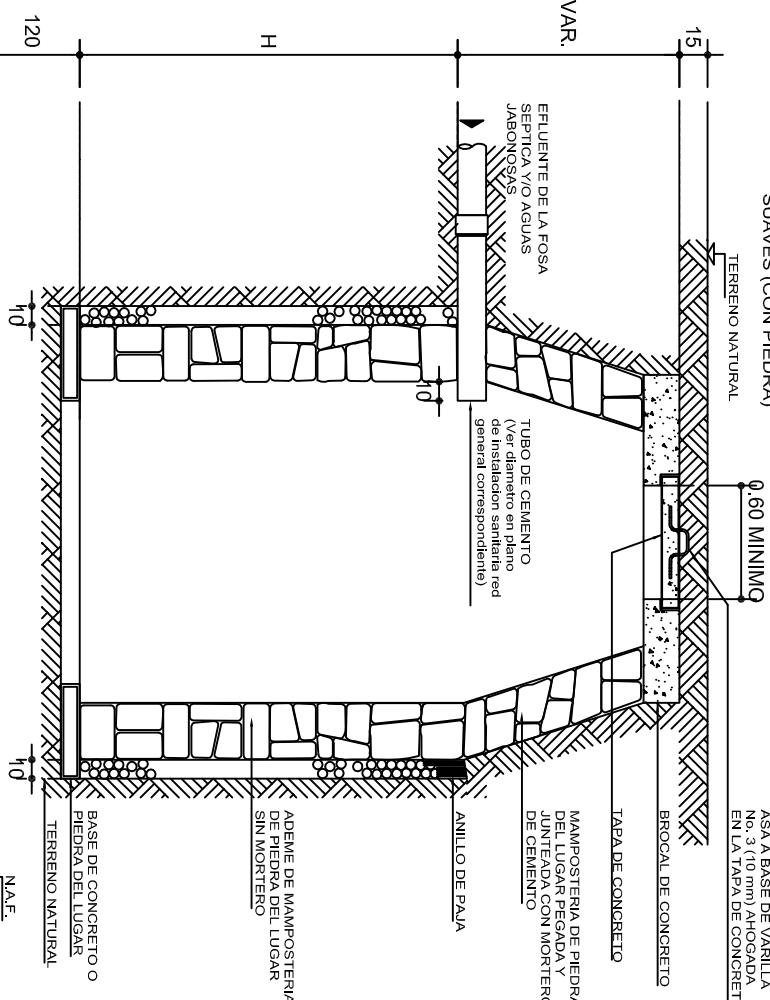 SUAVES (CON PIEDRA)
15
VAR.
H
120
TERRENO NATURAL
0.60 MINIMO
EFLUENTE DE LA FOSA
SEPTICA Y/O AGUAS
JABONOSAS
10
TUBO DE CEMENTO
(Ver diametro en plano
de instalacion sanitaria red
general correspondiente)
10
10
ASA A BASE DE VARILLA
No. 3 (10 mm) AHOGADA
EN LA TAPA DE CONCRET
BROCAL DE CONCRETO
TAPA DE CONCRETO
MAMPOSTERIA DE PIEDRA
DEL LUGAR PEGADA Y
JUNTEADA CON MORTERO
DE CEMENTO
ANILLO DE PAJA
ADEME DE MAMPOSTERIA
DE PIEDRA DEL LUGAR
SIN MORTERO
BASE DE CONCRETO O
PIEDRA DEL LUGAR
TERRENO NATURAL
N.A.F.